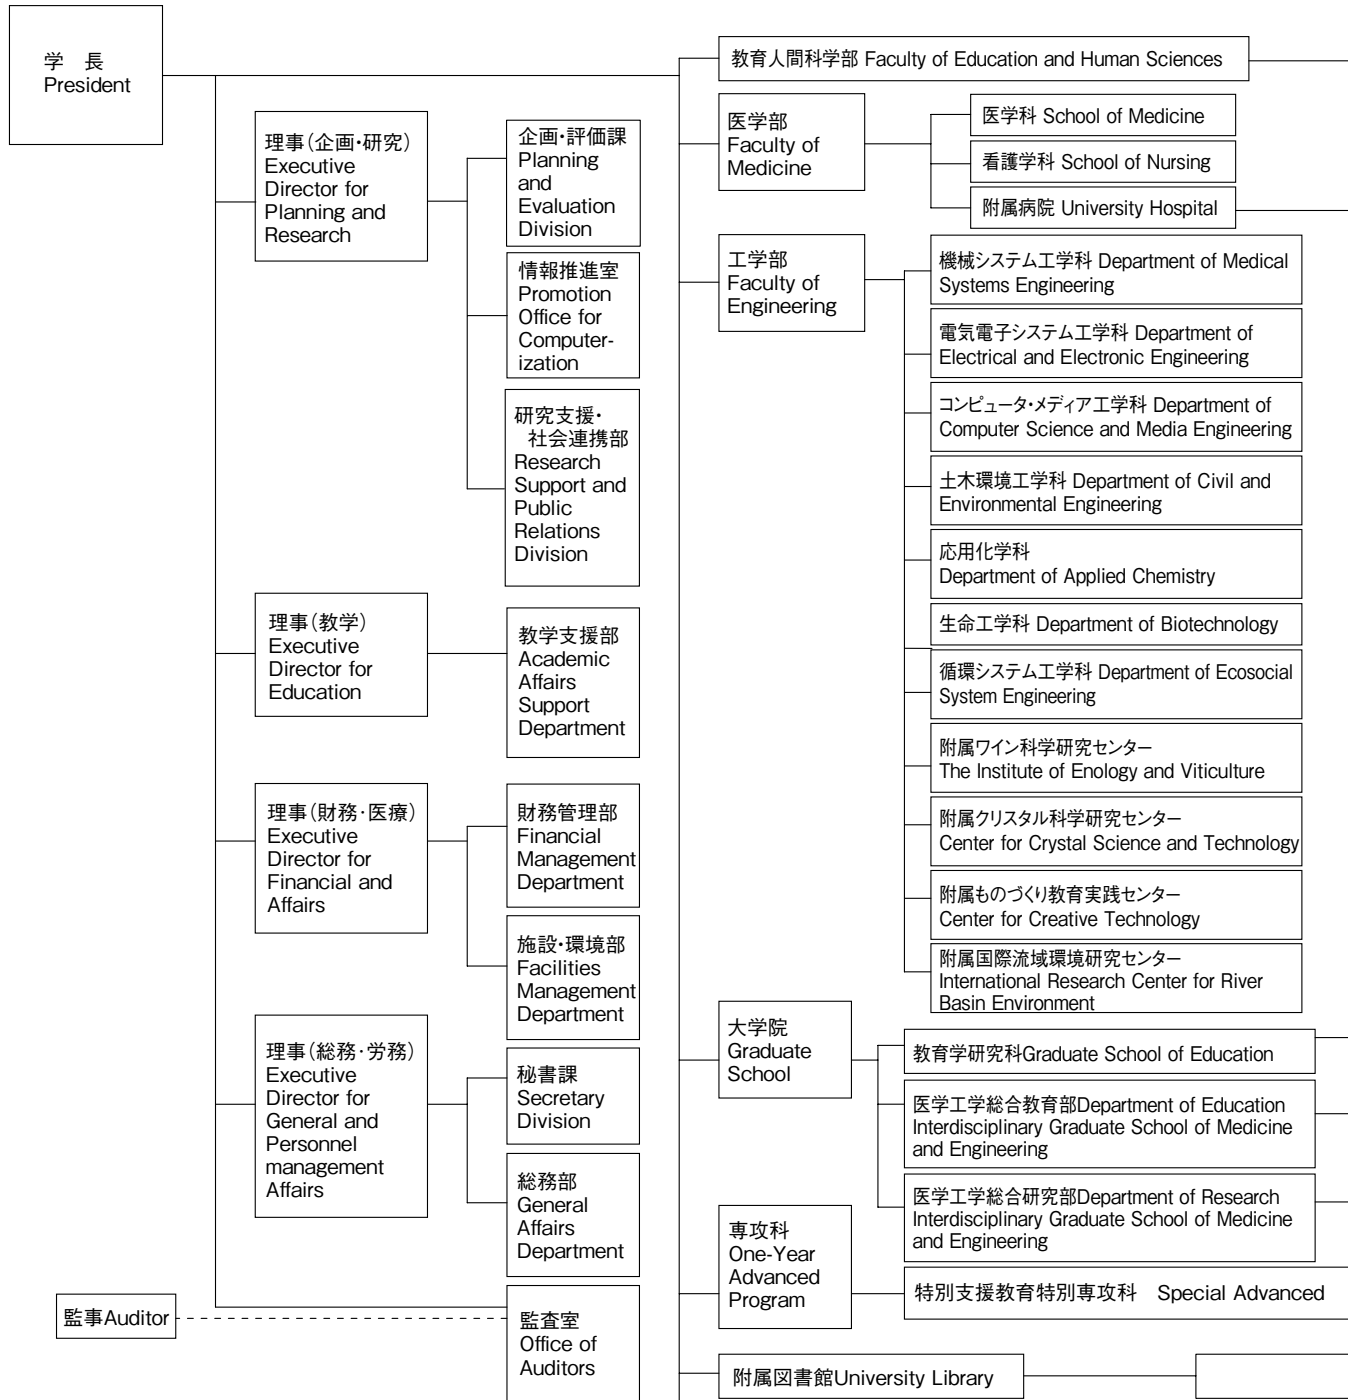 学　長
President
理事(企画・研究)
Executive
Director for
Planning and
Research
企画・評価課
Planning
and
Evaluation
Division
情報推進室
Promotion
Office for
Computer-
ization
研究支援・
社会連携部
Research
Support and
Public
Relations
Division
理事(教学)
Executive
Director for
Education
教学支援部
Academic
Affairs
Support
Department
理事(財務・医療)
Executive
Director for
Financial and
Affairs
財務管理部
Financial
Management
Department
施設・環境部
Facilities
Management
Department
理事(総務・労務)
Executive
Director for
General and
Personnel
management
Affairs
秘書課
Secretary
Division
総務部
General
Affairs
Department
監事Auditor
監査室
Office of
Auditors
教育人間科学部 Faculty of Education and Human Sciences
医学部
Faculty of
Medicine
医学科 School of Medicine
看護学科 School of Nursing
附属病院 University Hospital
工学部
Faculty of
Engineering
機械システム工学科 Department of Medical
Systems Engineering
電気電子システム工学科 Department of
Electrical and Electronic Engineering
コンピュータ・メディア工学科 Department of
Computer Science and Media Engineering
土木環境工学科 Department of Civil and
Environmental Engineering
応用化学科
Department of Applied Chemistry
生命工学科 Department of Biotechnology
循環システム工学科 Department of Ecosocial
System Engineering
附属ワイン科学研究センター
The Institute of Enology and Viticulture
附属クリスタル科学研究センター
Center for Crystal Science and Technology
附属ものづくり教育実践センター
Center for Creative Technology
附属国際流域環境研究センター
International Research Center for River
Basin Environment
大学院
Graduate
School
教育学研究科Graduate School of Education
医学工学総合教育部Department of Education
Interdisciplinary Graduate School of Medicine
and Engineering
医学工学総合研究部Department of Research
Interdisciplinary Graduate School of Medicine
and Engineering
専攻科
One-Year
Advanced
Program
特別支援教育特別専攻科　Special Advanced
附属図書館University Library